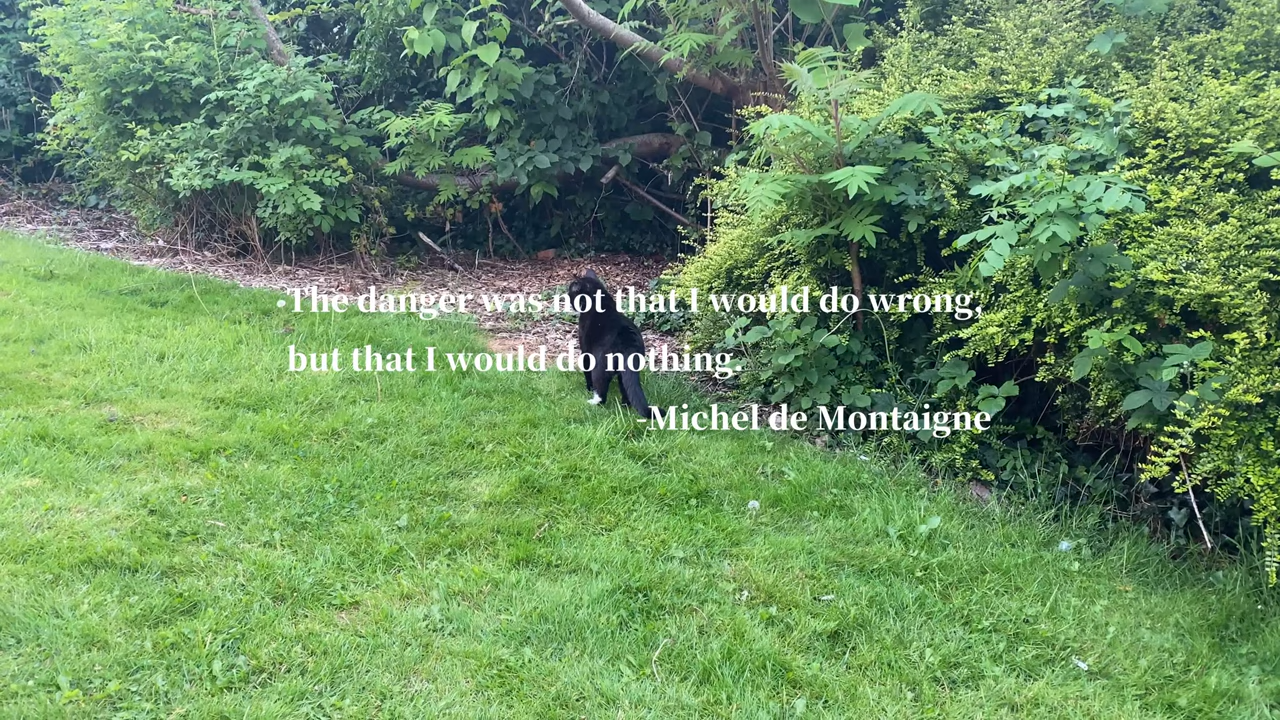 ·The danger was not that I would do wrong,
but that I would do nothing.
-Michel de Montaigne